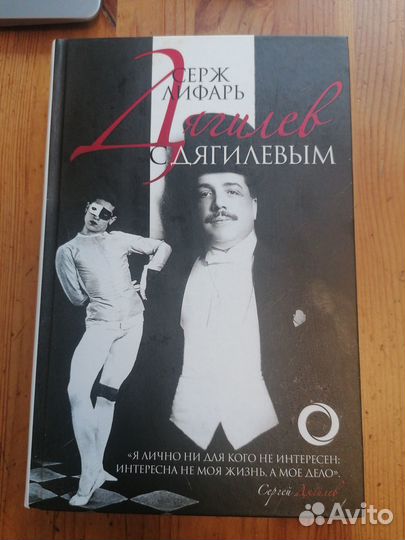 СЕРЖ
ЛИФАРЬ
Дягилев
С ДЯГИЛЕВЫМ
«Я ЛИЧНО НИ ДЛЯ КОГО НЕ ИНТЕРЕСЕН;
ИНТЕРЕСНА НЕ МОЯ ЖИЗНЬ, А МОЕ ДЕЛО».
Сергей Дягилев
Avito